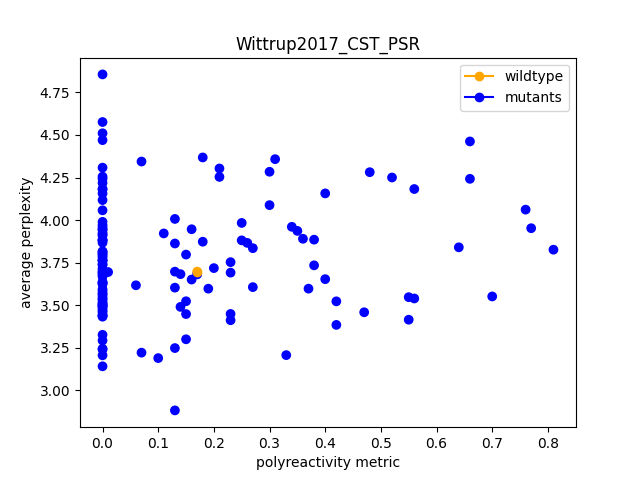 Wittrup2017_CST_PSR
wildtype
mutants
4.75
4.50
4.25
4.00
3.75
3.50
3.25
3.00
average perplexity
0.0 0.1 0.2 0.3 0.4 0.5 0.6 0.7 0.8
polyreactivity metric